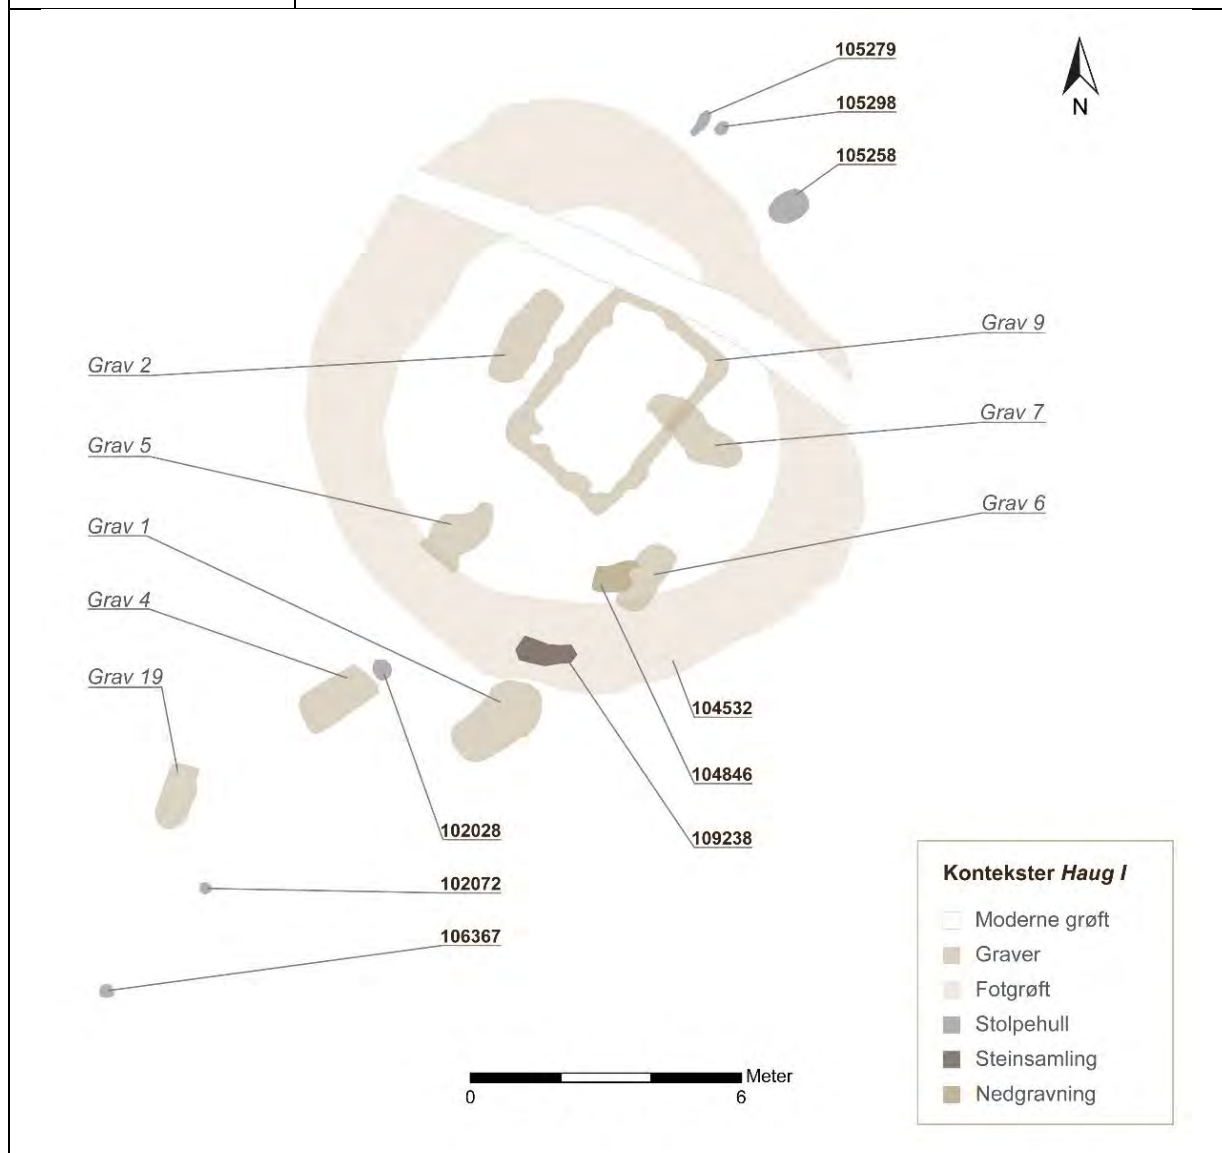 105279
105298
105258
N
Grav 9
Grav 2
Grav 7
Grav 5
Grav 6
Grav 1
Grav 4
Grav 19
104532
104846
109238
102028
102072
106367
Meter
0 6
Kontekster Haug I
Moderne grøft
Graver
Fotgrøft
Stolpehull
Steinsamling
Nedgravning